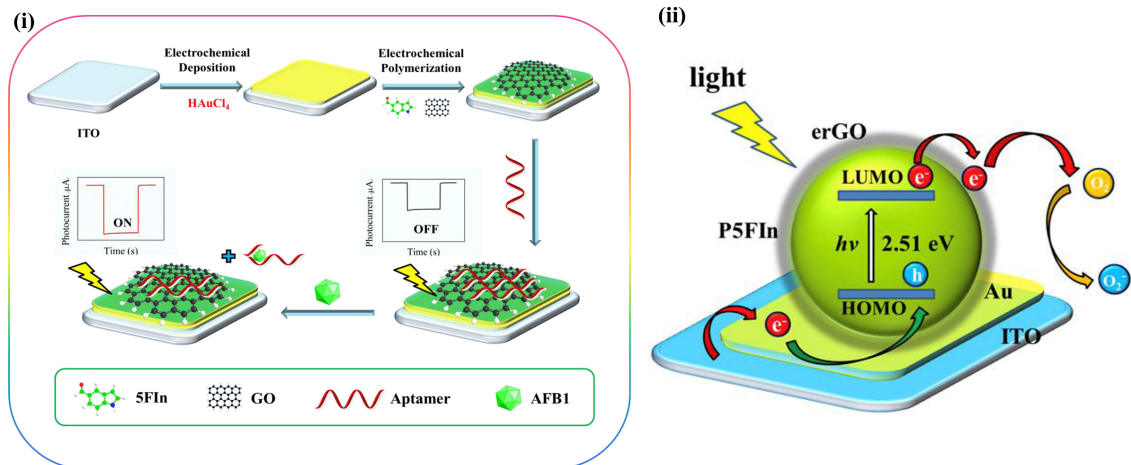 (i)
Electrochemical
Deposition
HAuCl₄
Electrochemical
Polymerization
ITO
Photocurrent ·μA.
ON
Time (s)
Photocurrent ·μA.
OFF
Time (s)
5FIn
GO
Aptamer
AFB1
(ii)
light
erGO
LUMO
e⁻
e⁻
O₂
P5FIn
hν
2.51 eV
h
O₂⁻
HOMO
Au
e⁻
ITO